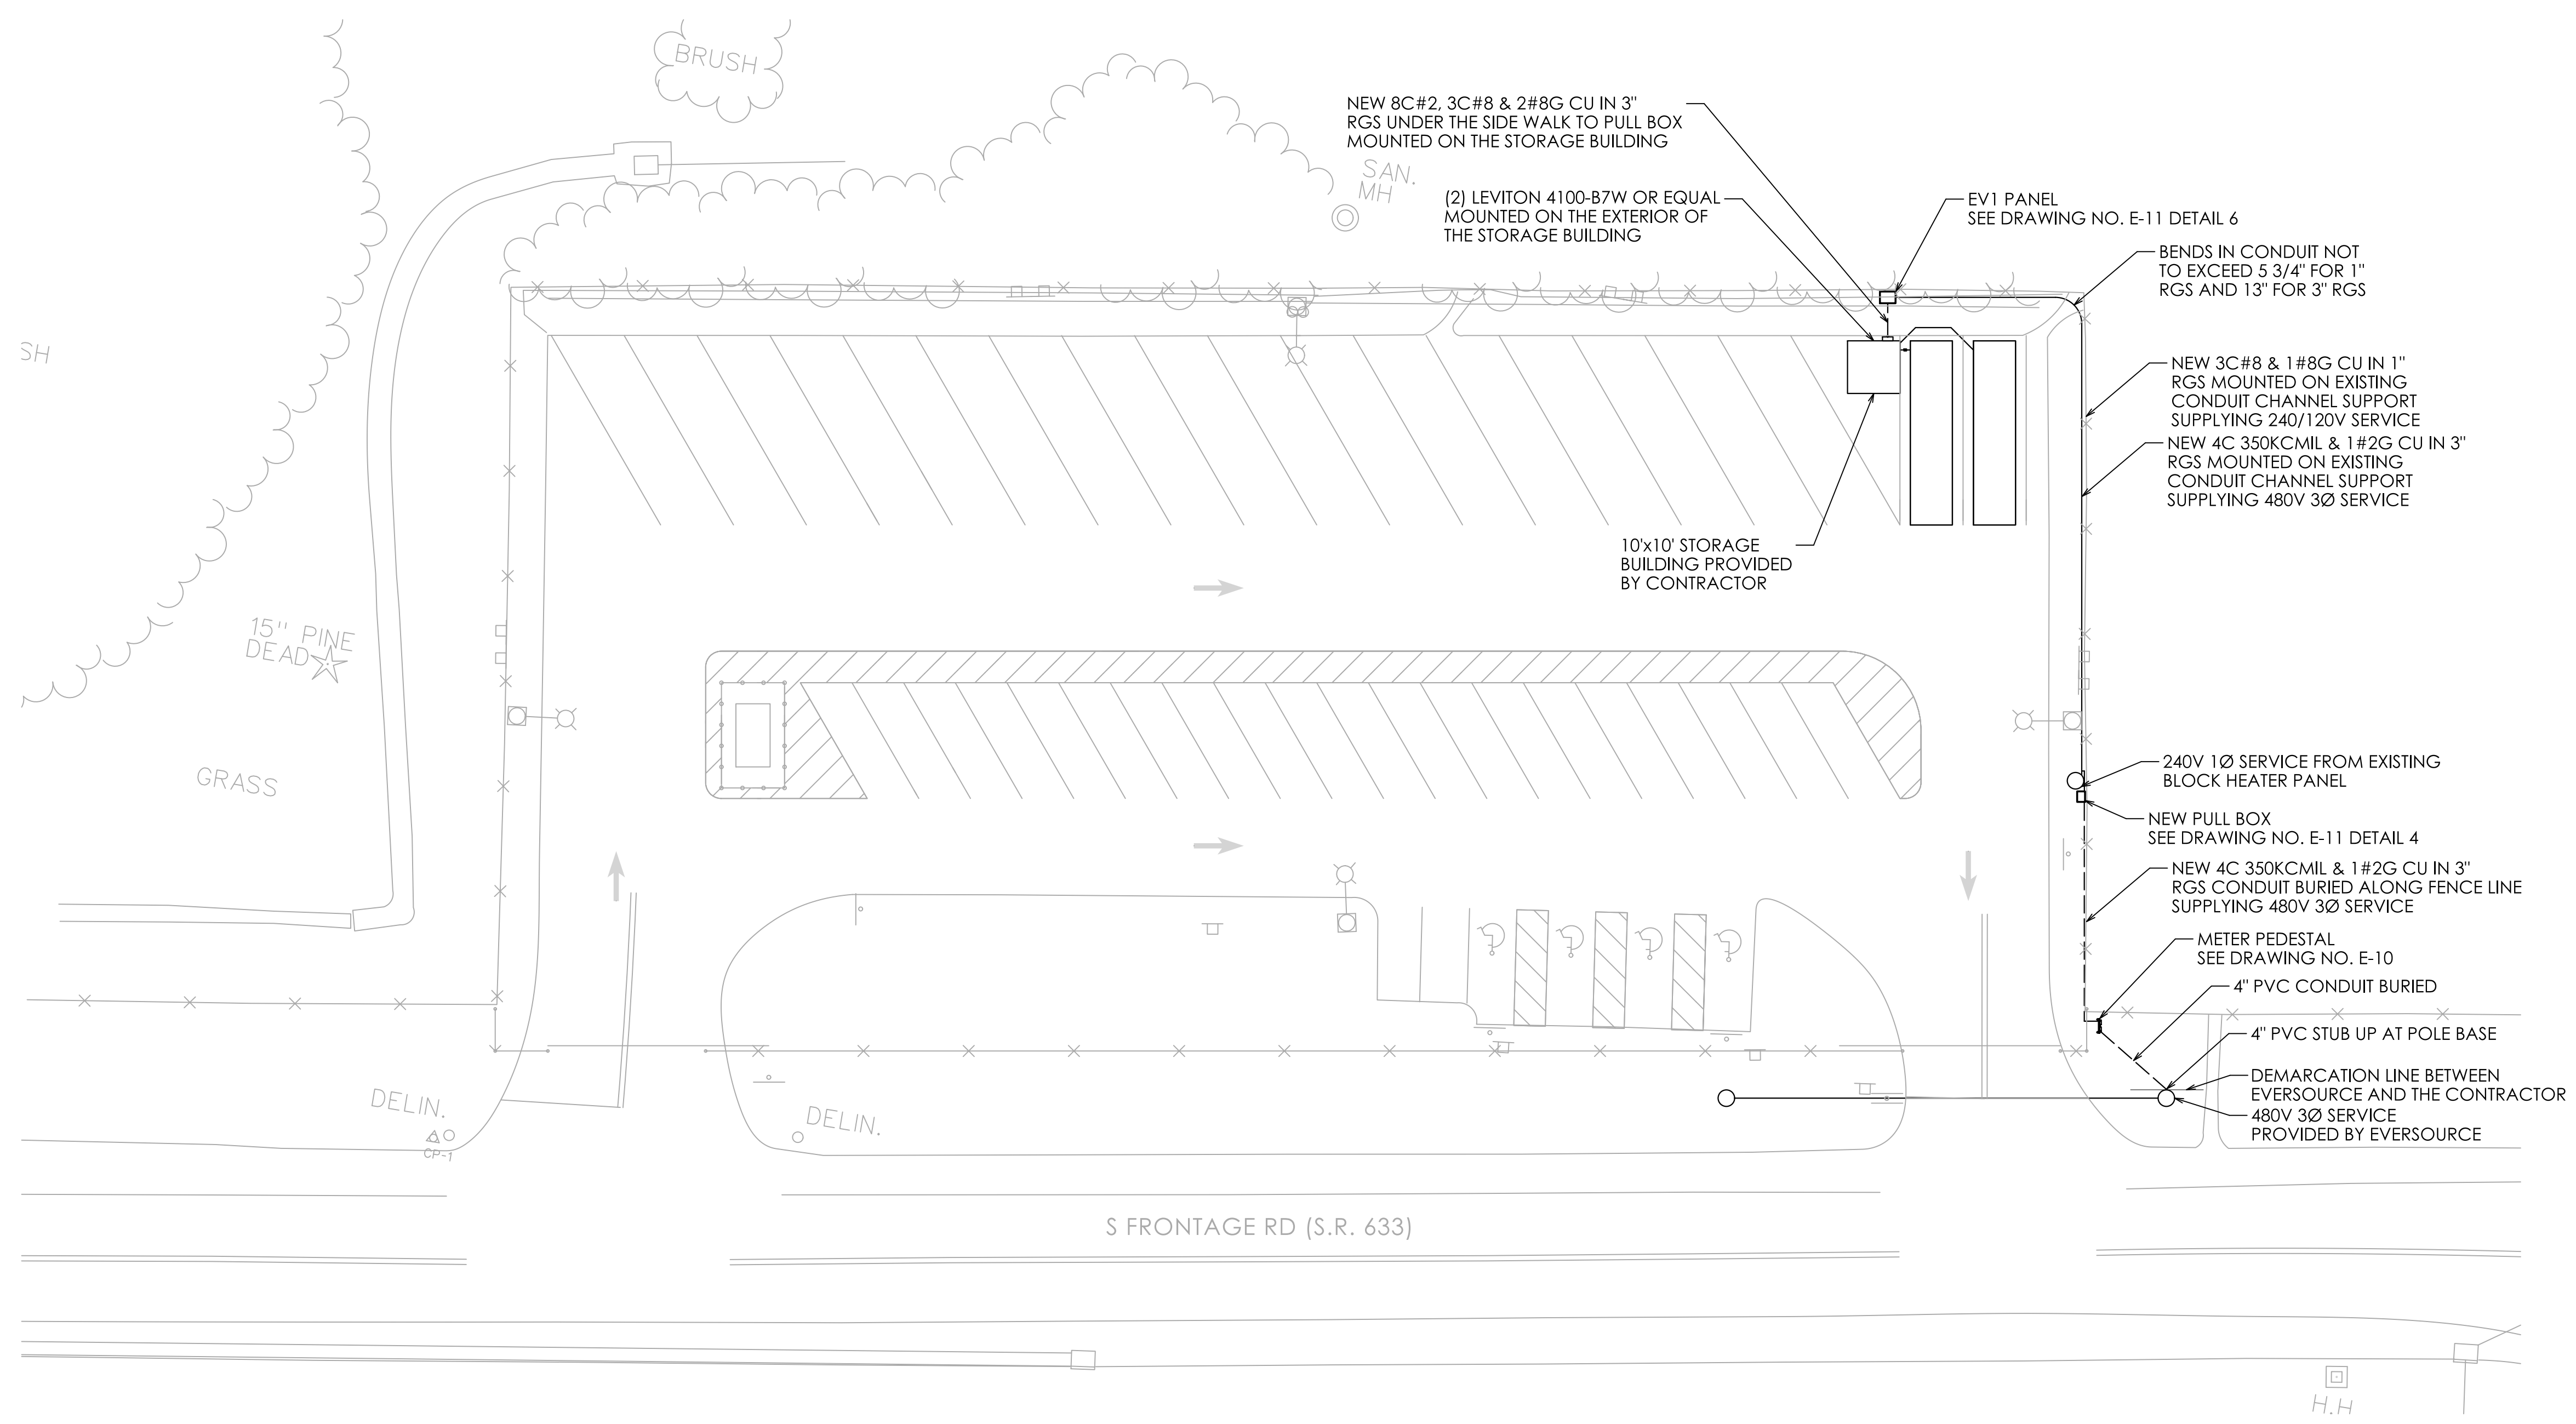 BRUSH
NEW 8C#2, 3C#8 & 2#8G CU IN 3"
RGS UNDER THE SIDE WALK TO PULL BOX
MOUNTED ON THE STORAGE BUILDING
SAN.
MH
(2) LEVITON 4100-B7W OR EQUAL
MOUNTED ON THE EXTERIOR OF
THE STORAGE BUILDING
EV1 PANEL
SEE DRAWING NO. E-11 DETAIL 6
BENDS IN CONDUIT NOT
TO EXCEED 5 3/4" FOR 1"
RGS AND 13" FOR 3" RGS
SH
NEW 3C#8 & 1#8G CU IN 1"
RGS MOUNTED ON EXISTING
CONDUIT CHANNEL SUPPORT
SUPPLYING 240/120V SERVICE
NEW 4C 350KCMIL & 1#2G CU IN 3"
RGS MOUNTED ON EXISTING
CONDUIT CHANNEL SUPPORT
SUPPLYING 480V 3Ø SERVICE
10'x10' STORAGE
BUILDING PROVIDED
BY CONTRACTOR
15'' PINE
DEAD
GRASS
240V 1Ø SERVICE FROM EXISTING
BLOCK HEATER PANEL
NEW PULL BOX
SEE DRAWING NO. E-11 DETAIL 4
NEW 4C 350KCMIL & 1#2G CU IN 3"
RGS CONDUIT BURIED ALONG FENCE LINE
SUPPLYING 480V 3Ø SERVICE
METER PEDESTAL
SEE DRAWING NO. E-10
4" PVC CONDUIT BURIED
4" PVC STUB UP AT POLE BASE
DEMARCATION LINE BETWEEN
EVERSOURCE AND THE CONTRACTOR
480V 3Ø SERVICE
PROVIDED BY EVERSOURCE
DELIN.
CP-1
DELIN.
S FRONTAGE RD (S.R. 633)
H.H